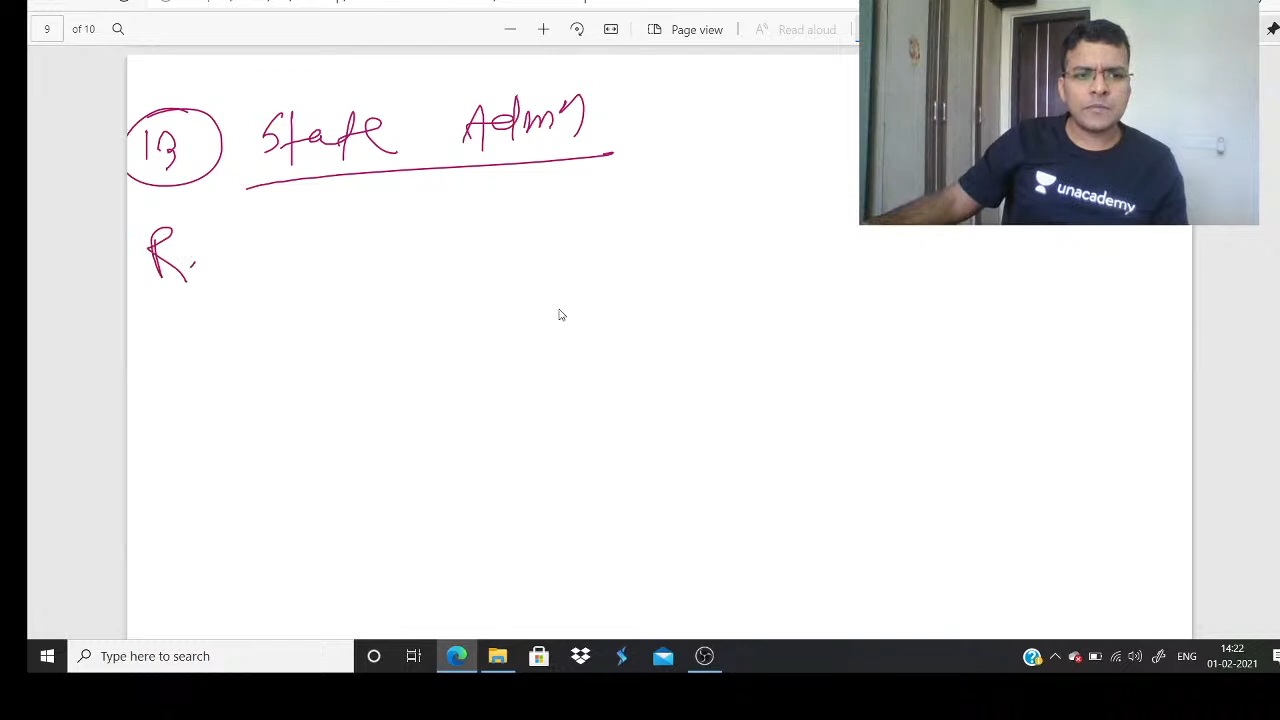 9 of 10 Page view Read aloud
13 State Admn
R.
unacademy
Type here to search
ENG
14:22
01-02-2021